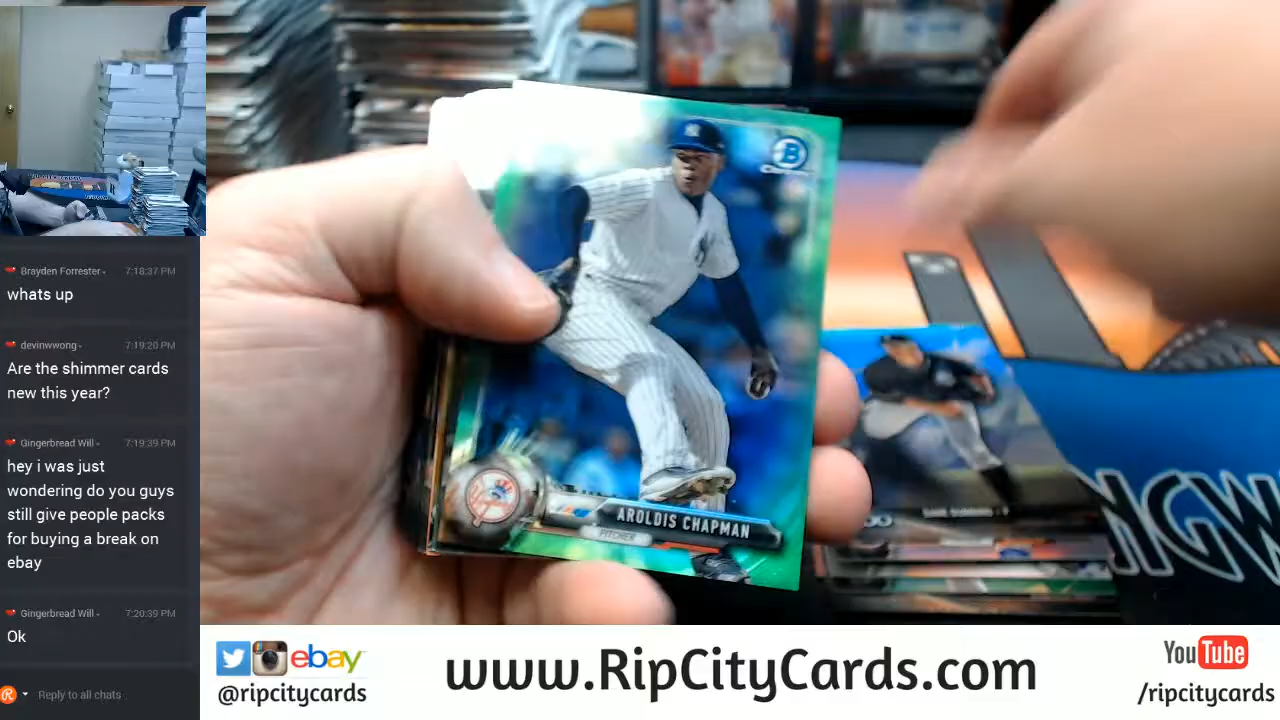 Brayden Forrester 7:18:37 PM
whats up
devinwwong 7:19:20 PM
Are the shimmer cards
new this year?
Gingerbread Will 7:19:39 PM
hey i was just
wondering do you guys
still give people packs
for buying a break on
ebay
Gingerbread Will 7:20:39 PM
Ok
Reply to all chats
B
Chrome
AROLDIS CHAPMAN
PITCHER
NGW
ebay
@ripcitycards
www.RipCityCards.com
YouTube
/ripcitycards